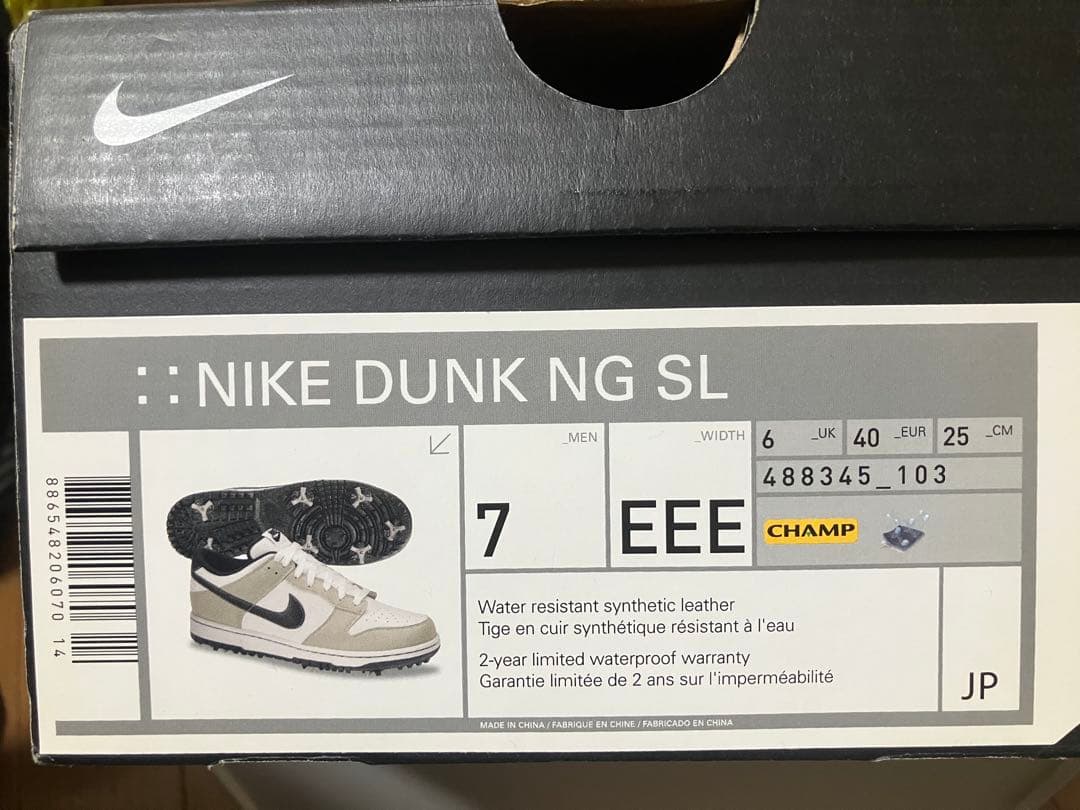 ::NIKE DUNK NG SL
_MEN
7
_WIDTH
EEE
6 _UK
40 _EUR
25 _CM
488345_103
CHAMP
886548206070 14
Water resistant synthetic leather
Tige en cuir synthétique résistant à l'eau
2-year limited waterproof warranty
Garantie limitée de 2 ans sur l'imperméabilité
JP
MADE IN CHINA / FABRIQUE EN CHINE / FABRICADO EN CHINA